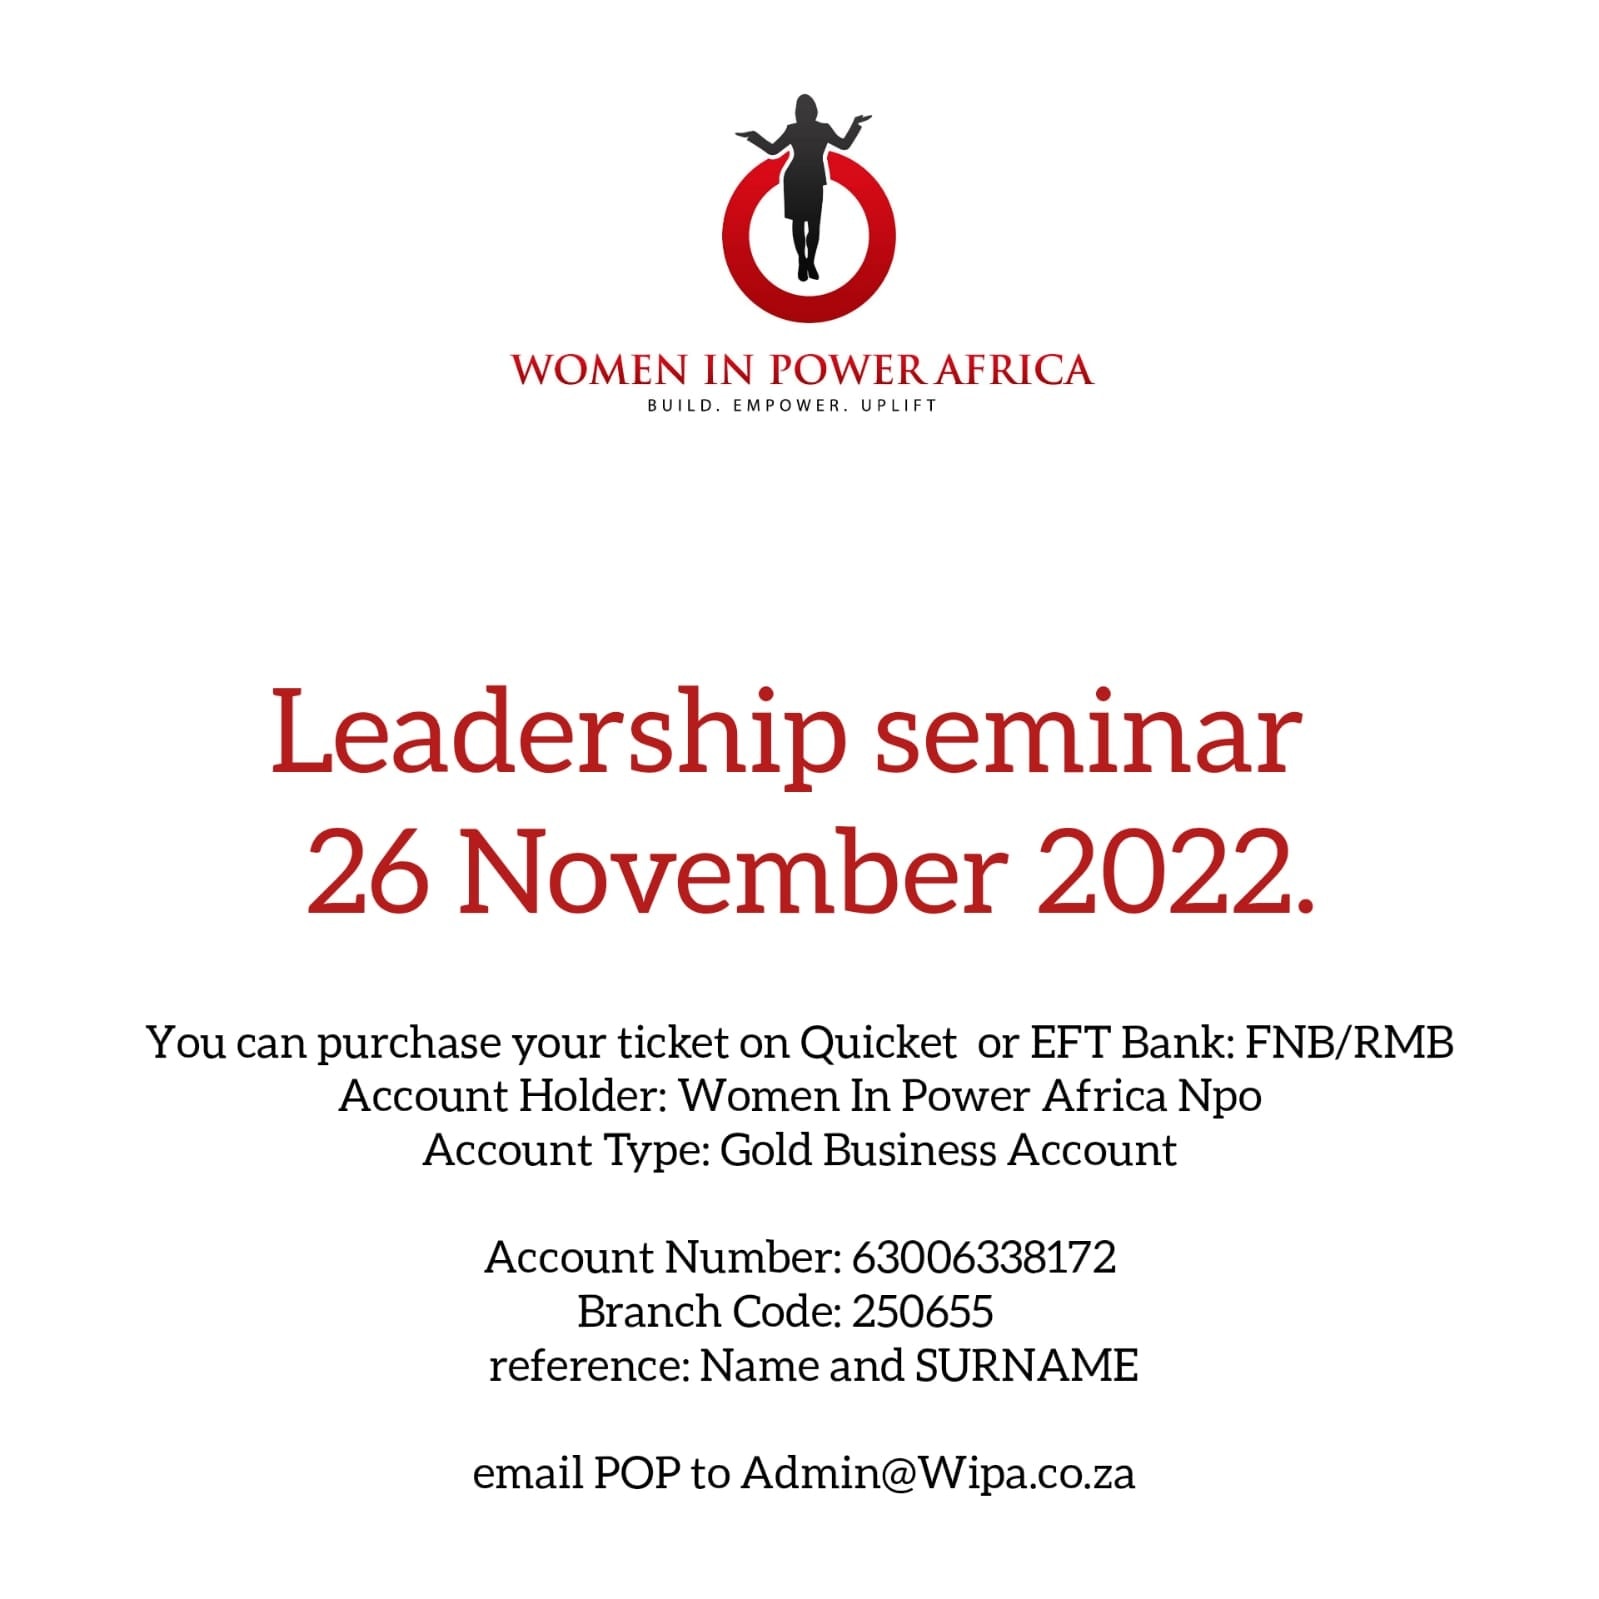 WOMEN IN POWER AFRICA
BUILD. EMPOWER. UPLIFT
Leadership seminar
26 November 2022.
You can purchase your ticket on Quicket or EFT Bank: FNB/RMB
Account Holder: Women In Power Africa Npo
Account Type: Gold Business Account
Account Number: 63006338172
Branch Code: 250655
reference: Name and SURNAME
email POP to Admin@Wipa.co.za